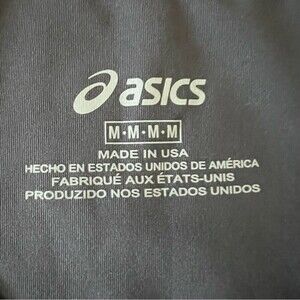 asics
M·M·M·M
MADE IN USA
HECHO EN ESTADOS UNIDOS DE AMÉRICA
FABRIQUÉ AUX ÉTATS-UNIS
PRODUZIDO NOS ESTADOS UNIDOS